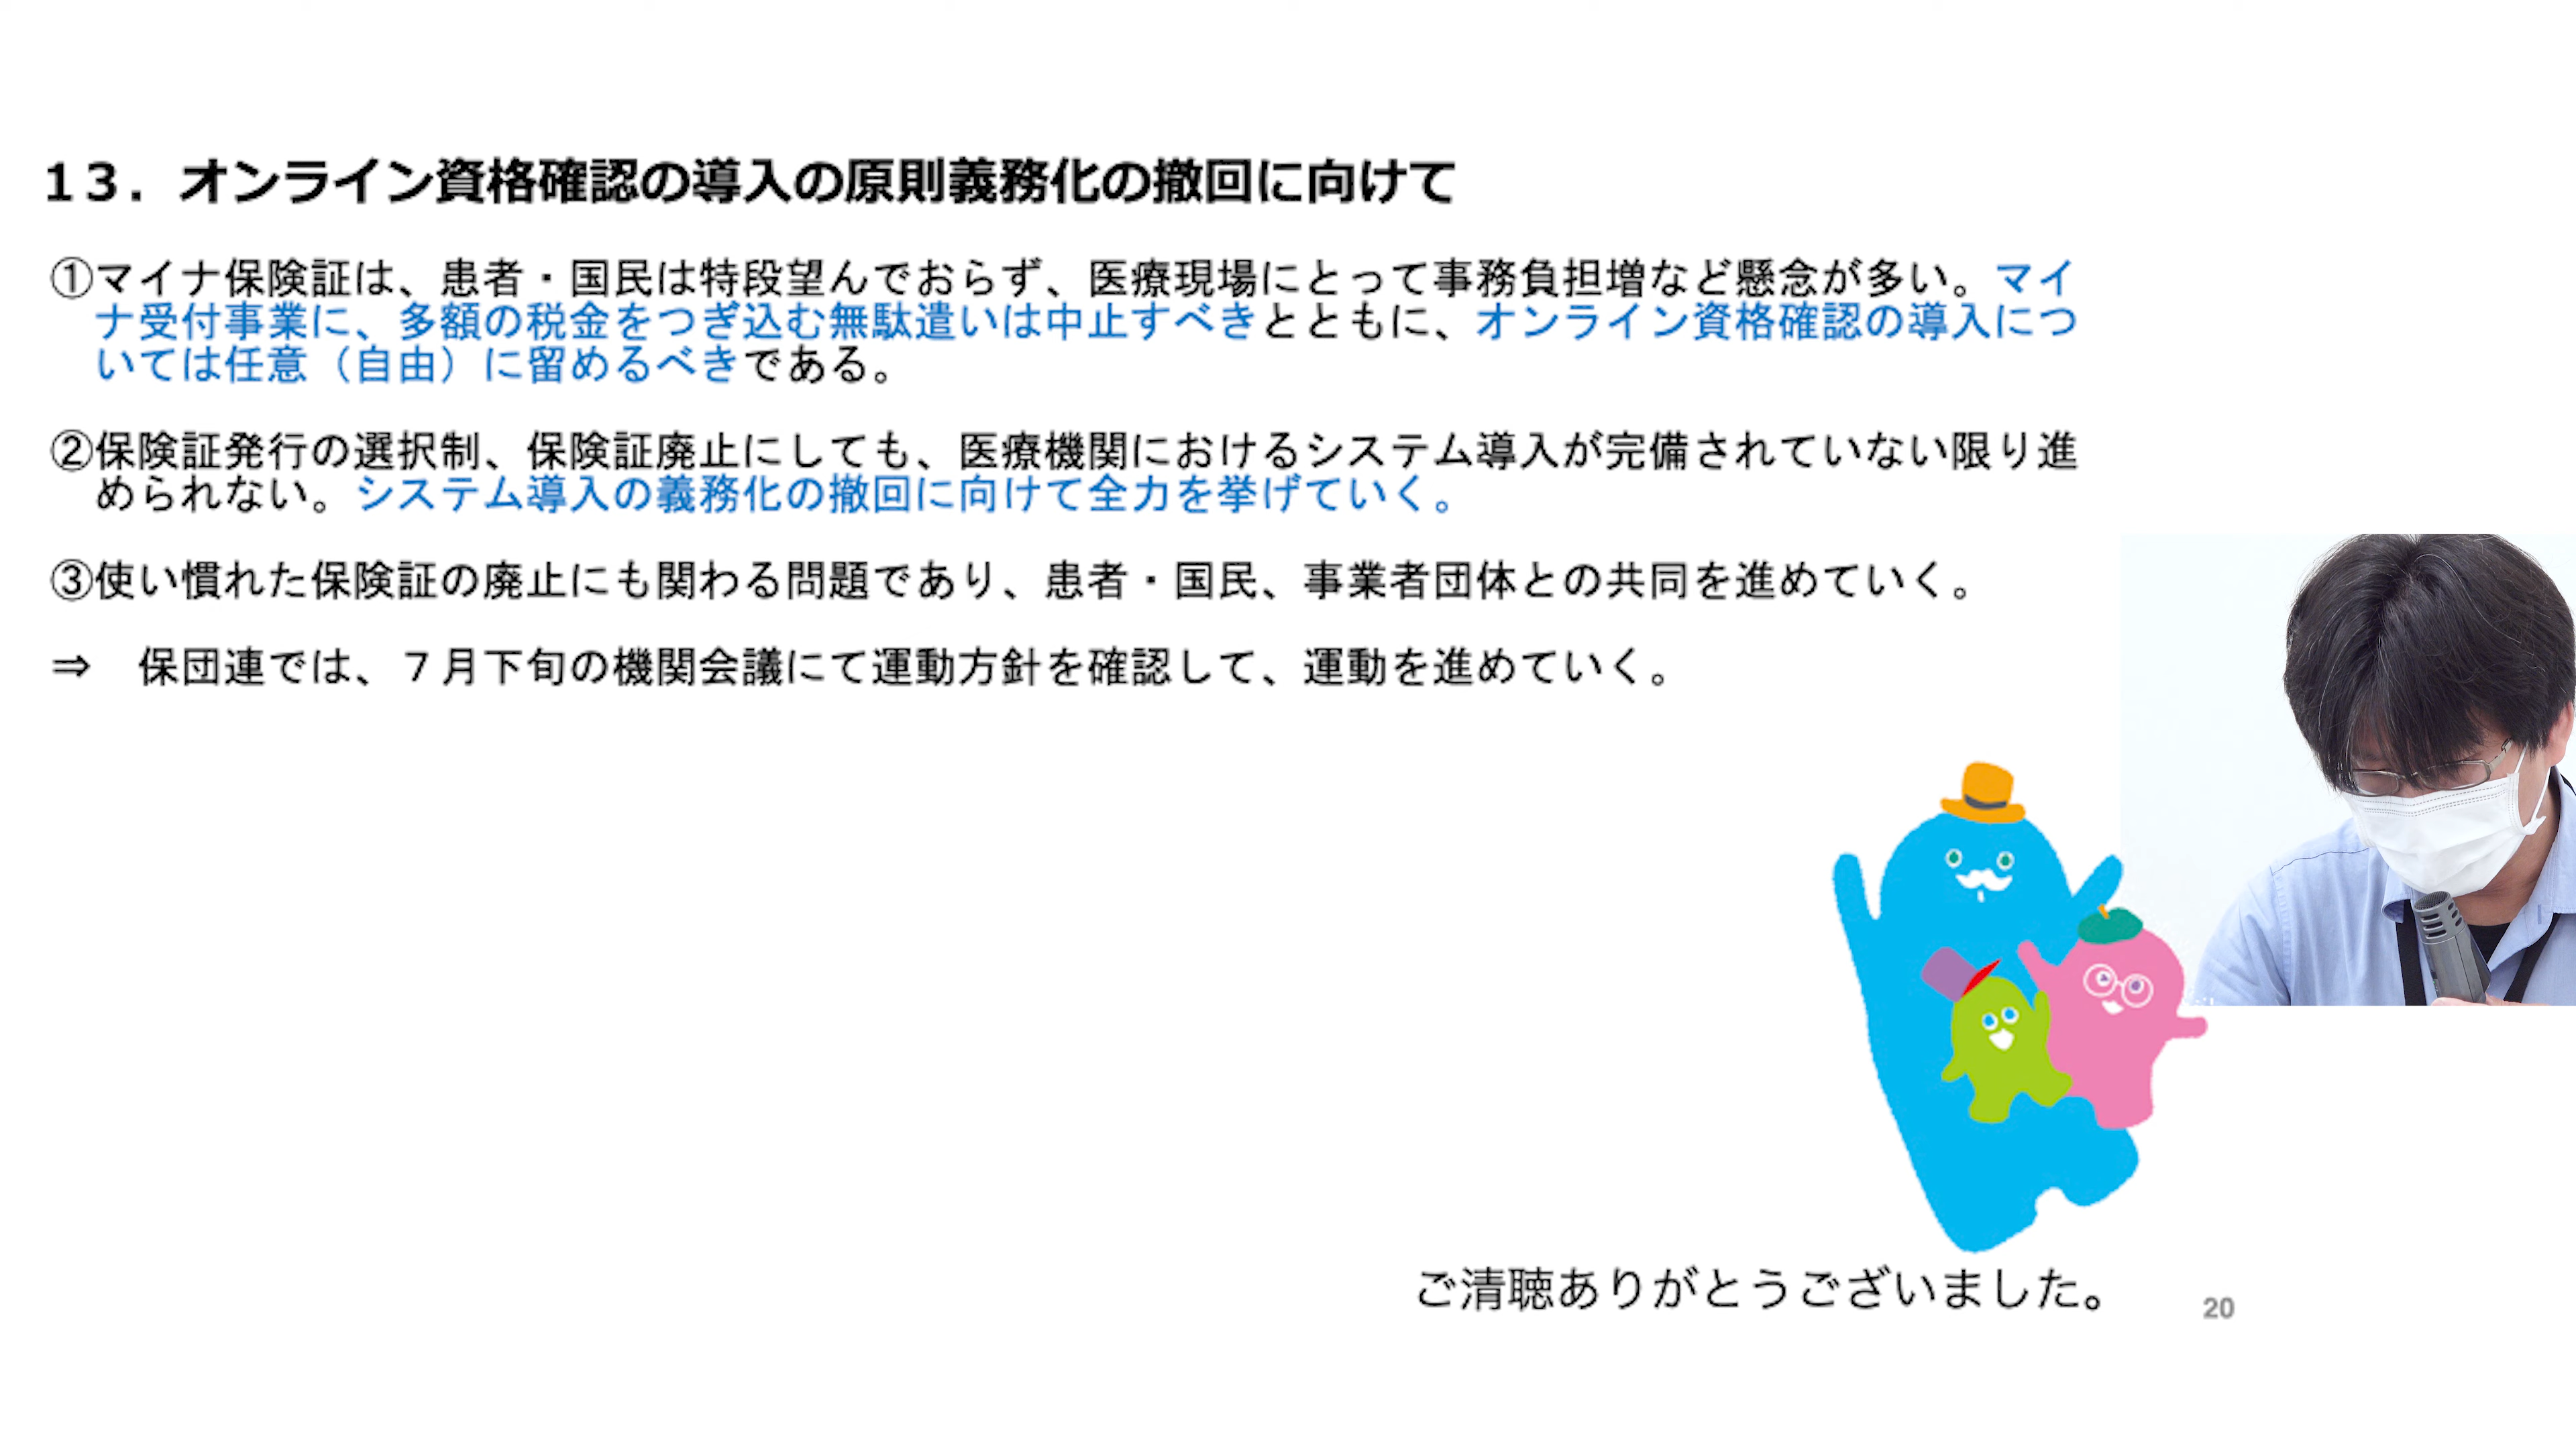 １３．オンライン資格確認の導入の原則義務化の撤回に向けて
①マイナ保険証は、患者・国民は特段望んでおらず、医療現場にとって事務負担増など懸念が多い。マイ
ナ受付事業に、多額の税金をつぎ込む無駄遣いは中止すべきとともに、オンライン資格確認の導入につ
いては任意（自由）に留めるべきである。
②保険証発行の選択制、保険証廃止にしても、医療機関におけるシステム導入が完備されていない限り進
められない。システム導入の義務化の撤回に向けて全力を挙げていく。
③使い慣れた保険証の廃止にも関わる問題であり、患者・国民、事業者団体との共同を進めていく。
⇒　保団連では、７月下旬の機関会議にて運動方針を確認して、運動を進めていく。
ご清聴ありがとうございました。
20